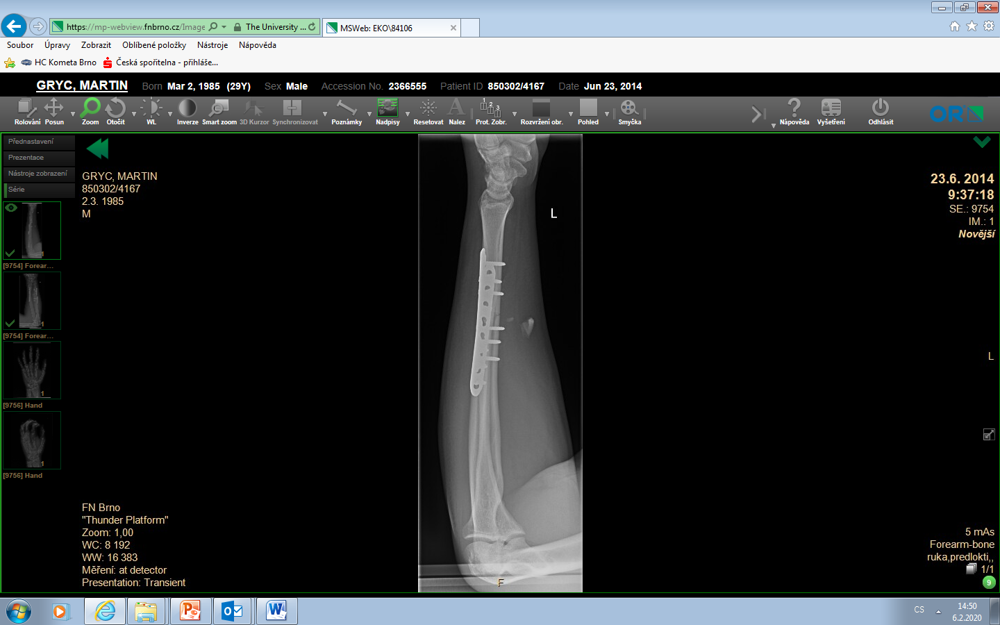 https://mp-webview.fnbrno.cz/Image
The University ...
MSWeb: EKO\84106
Soubor Úpravy Zobrazit Oblíbené položky Nástroje Nápověda
HC Kometa Brno Česká spořitelna - přihláše...
GRYC, MARTIN Born Mar 2, 1985 (29Y) Sex Male Accession No. 2366555 Patient ID 850302/4167 Date Jun 23, 2014
Rolování Posun Zoom Otočit WL Inverze Smart zoom 3D Kurzor Synchronizovat Poznámky Nadpisy Resetovat Nalez Prot. Zobr. Rozvržení obr. Pohled Smyčka Nápověda Vyšetření Odhlásit
Přednastavení
Prezentace
Nástroje zobrazení
Série
1
[9754] Forear...
1
[9754] Forear...
1
[9756] Hand
1
[9756] Hand
GRYC, MARTIN
850302/4167
2.3. 1985
M
L
23.6. 2014
9:37:18
SE.: 9754
IM.: 1
Novější
L
FN Brno
"Thunder Platform"
Zoom: 1,00
WC: 8 192
WW: 16 383
Měření: at detector
Presentation: Transient
F
5 mAs
Forearm-bone
ruka,predlokti,,
1/1
9
CS
14:50
6.2.2020